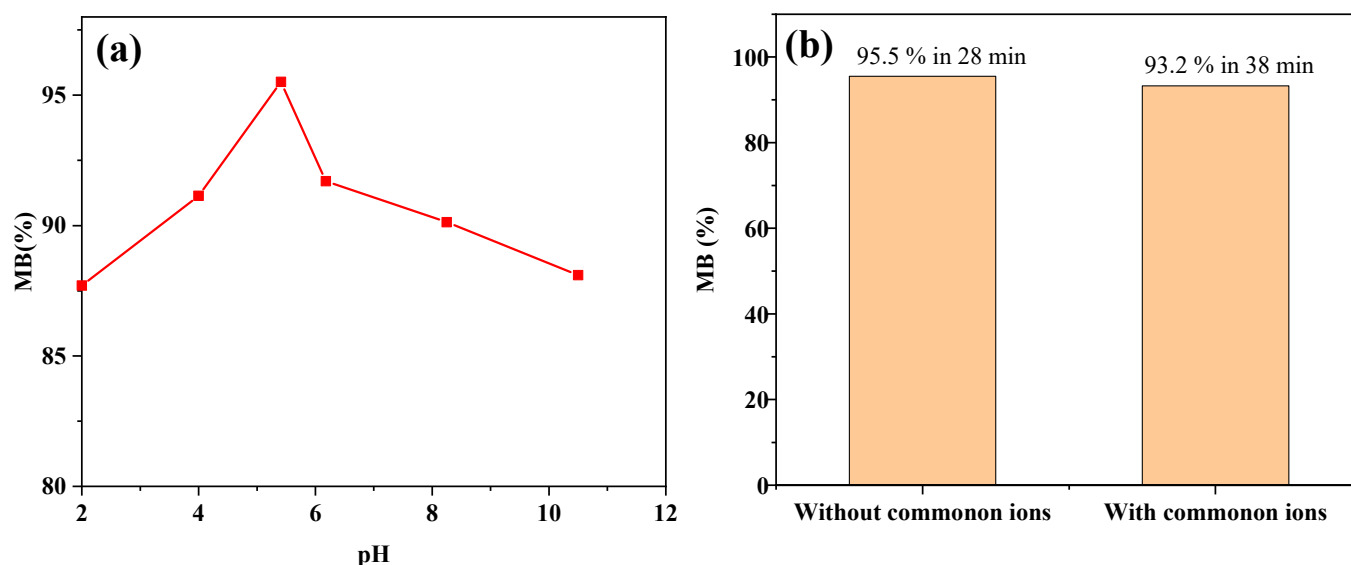 (a)
95
90
85
80
MB(%)
2 4 6 8 10 12
pH
(b)
100
80
60
40
20
0
MB (%)
95.5 % in 28 min
93.2 % in 38 min
Without commonon ions
With commonon ions